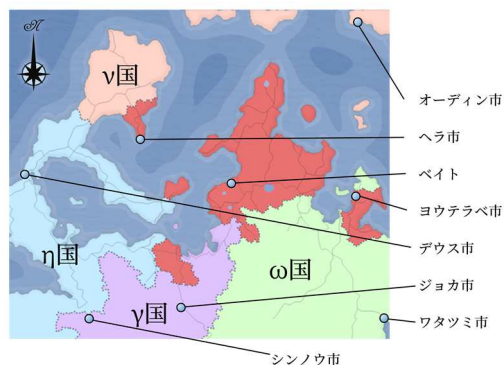 N
ν国
オーディン市
ヘラ市
ベイト
ヨウテラベ市
デウス市
η国
ω国
ジョカ市
γ国
ワタツミ市
シンノウ市